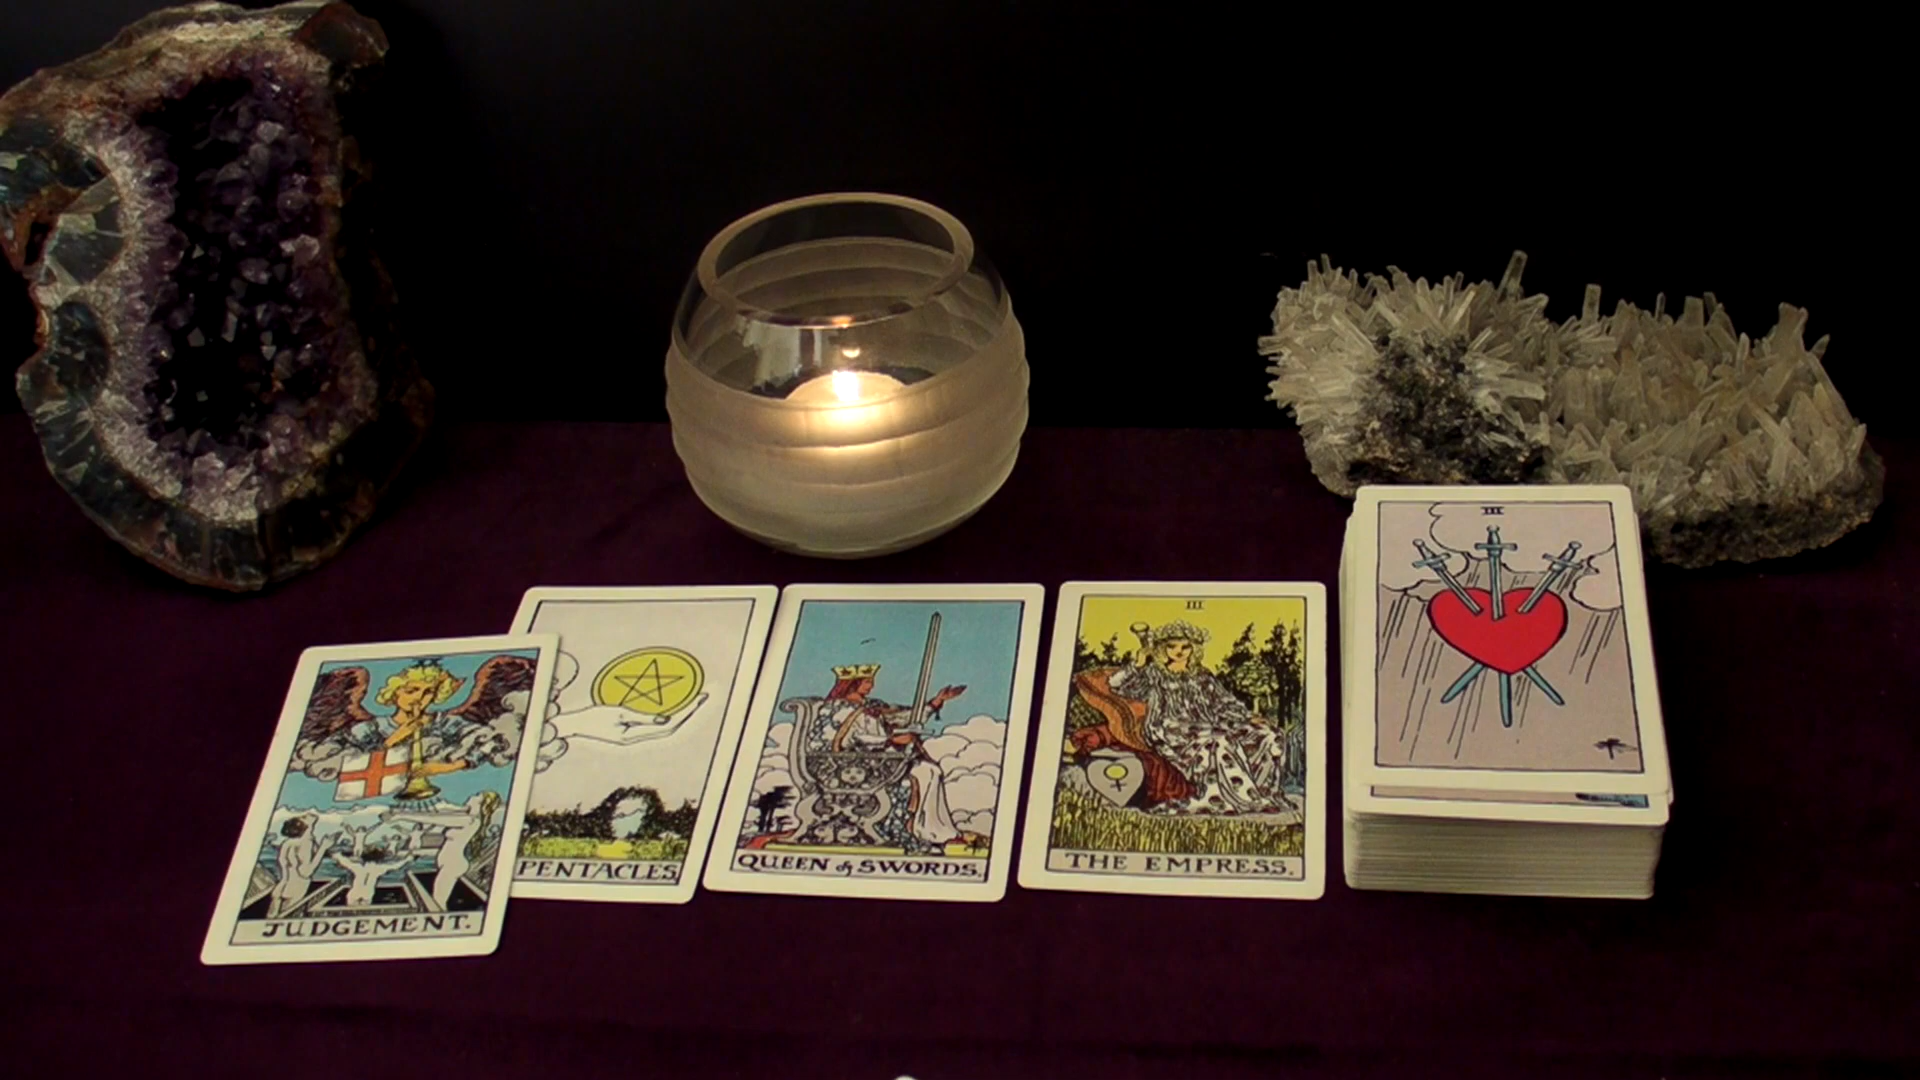 JUDGEMENT.
PENTACLES
QUEEN of SWORDS.
III
THE EMPRESS.
III